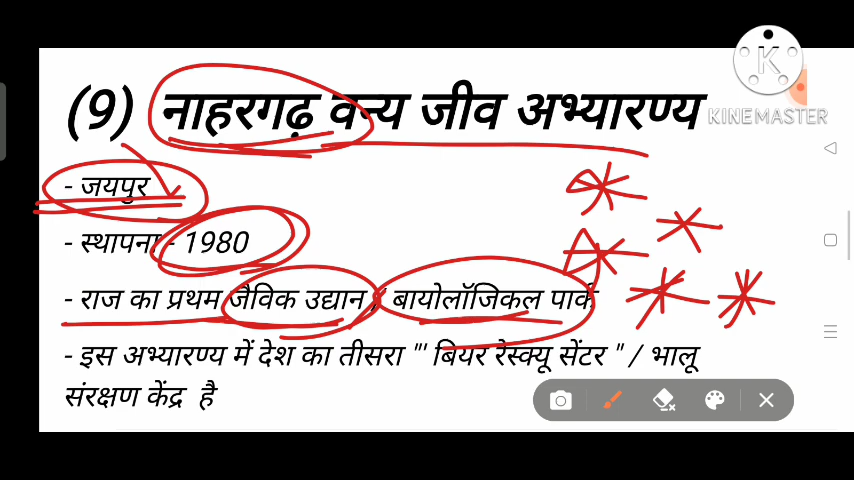 (9) नाहरगढ़ वन्य जीव अभ्यारण्य
KINEMASTER
- जयपुर
- स्थापना - 1980
- राज का प्रथम जैविक उद्यान / बायोलॉजिकल पार्क
- इस अभ्यारण्य में देश का तीसरा "' बियर रेस्क्यू सेंटर " / भालू
संरक्षण केंद्र है